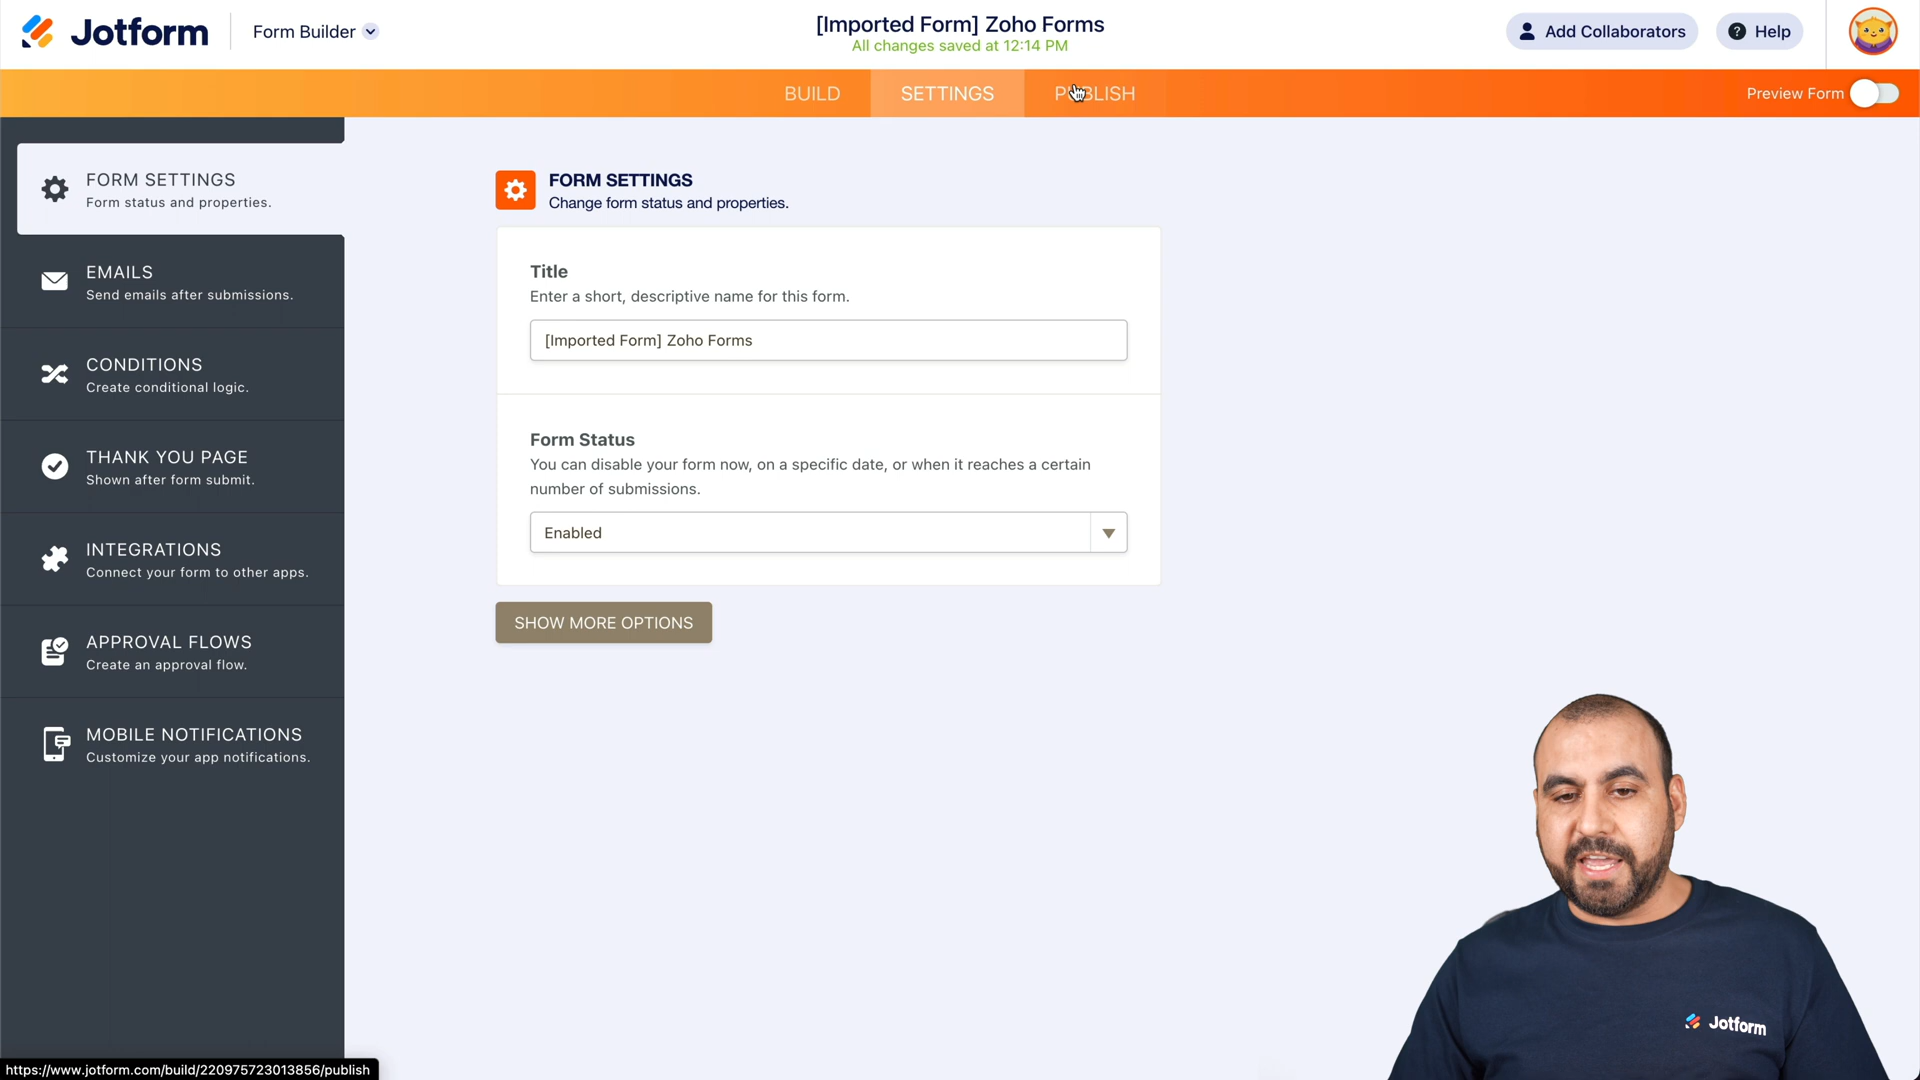 Jotform
Form Builder
[Imported Form] Zoho Forms
All changes saved at 12:14 PM
Add Collaborators
Help
BUILD
SETTINGS
PUBLISH
Preview Form
FORM SETTINGS
Form status and properties.
EMAILS
Send emails after submissions.
CONDITIONS
Create conditional logic.
THANK YOU PAGE
Shown after form submit.
INTEGRATIONS
Connect your form to other apps.
APPROVAL FLOWS
Create an approval flow.
MOBILE NOTIFICATIONS
Customize your app notifications.
FORM SETTINGS
Change form status and properties.
Title
Enter a short, descriptive name for this form.
[Imported Form] Zoho Forms
Form Status
You can disable your form now, on a specific date, or when it reaches a certain
number of submissions.
Enabled
SHOW MORE OPTIONS
Jotform
https://www.jotform.com/build/220975723013856/publish